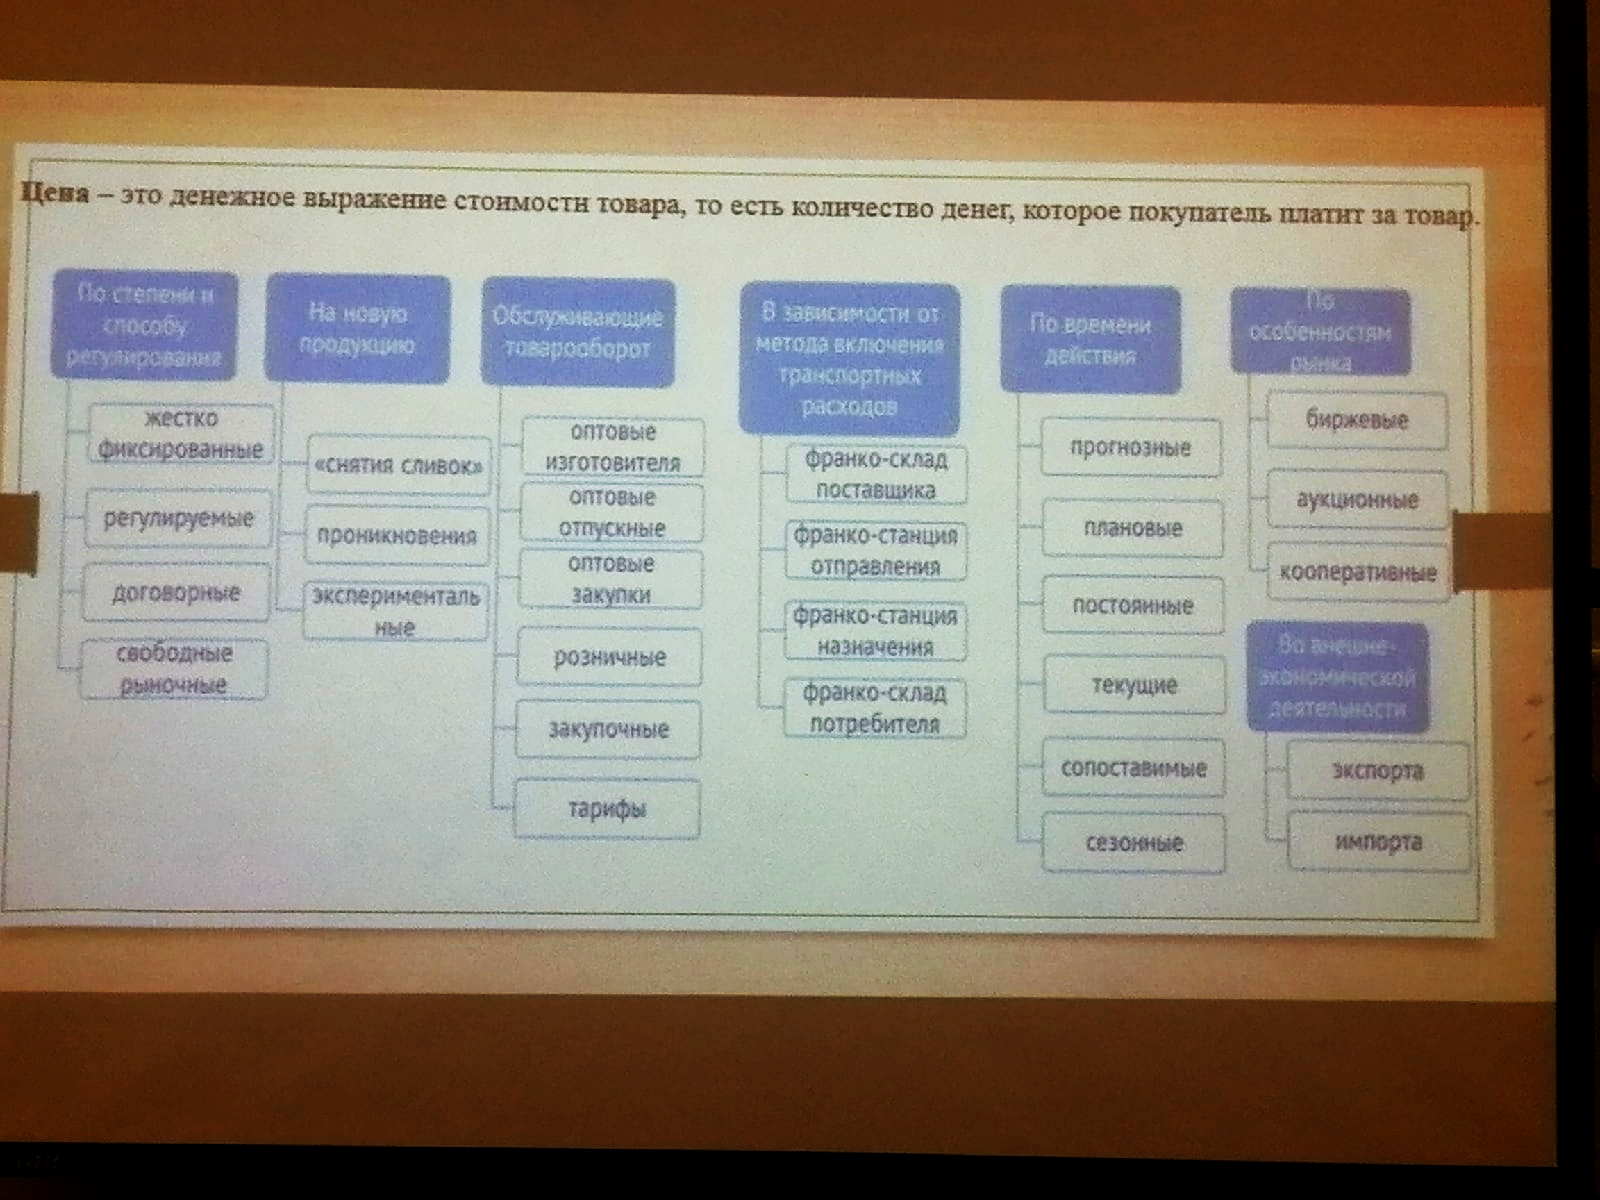 Цена – это денежное выражение стоимости товара, то есть количество денег, которое покупатель платит за товар.
По степени и
способу
регулирования
жестко
фиксированные
регулируемые
договорные
свободные
рыночные
На новую
продукцию
«снятия сливок»
проникновения
эксперименталь
ные
Обслуживающие
товарооборот
оптовые
изготовителя
оптовые
отпускные
оптовые
закупки
розничные
закупочные
тарифы
В зависимости от
метода включения
транспортных
расходов
франко-склад
поставщика
франко-станция
отправления
франко-станция
назначения
франко-склад
потребителя
По времени
действия
прогнозные
плановые
постоянные
текущие
сопоставимые
сезонные
По
особенностям
рынка
биржевые
аукционные
кооперативные
Во внешне-
экономической
деятельности
экспорта
импорта